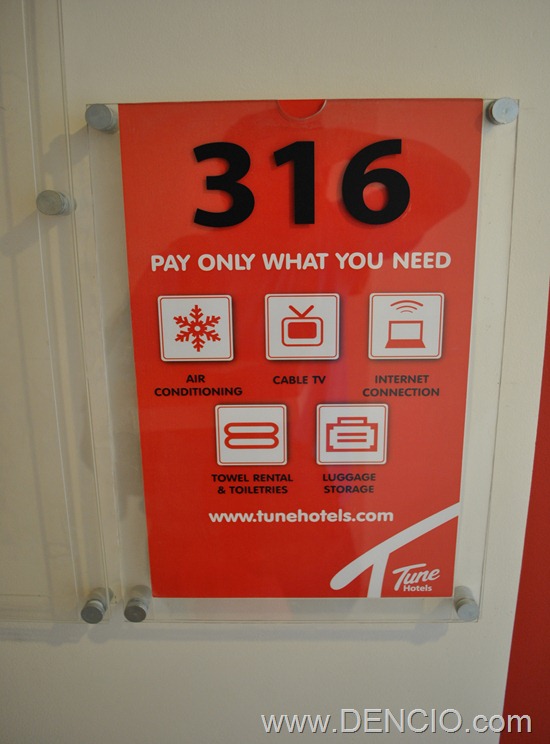 316
PAY ONLY WHAT YOU NEED
AIR
CONDITIONING
CABLE TV
INTERNET
CONNECTION
TOWEL RENTAL
& TOILETRIES
LUGGAGE
STORAGE
www.tunehotels.com
Tune
Hotels
www.DENCIO.com